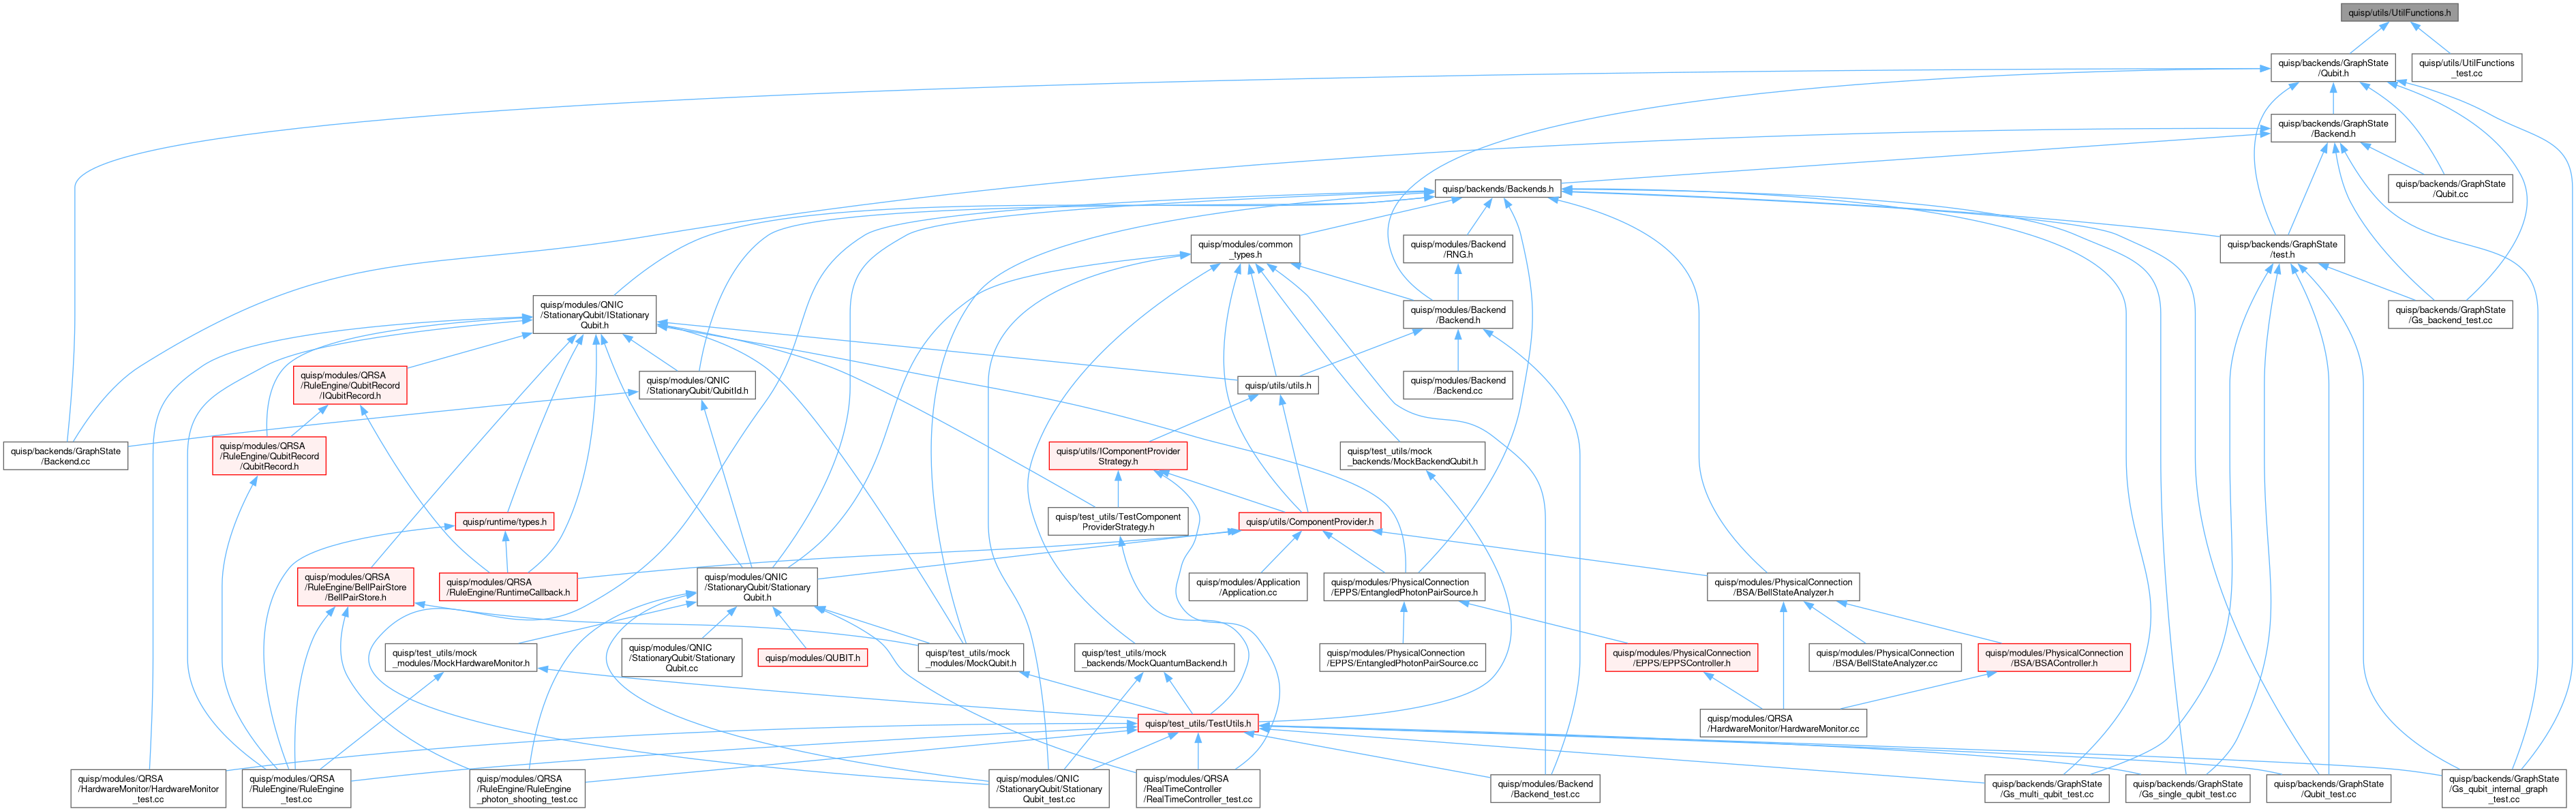 quisp/utils/UtilFunctions.h
quisp/backends/GraphState
/Qubit.h
quisp/utils/UtilFunctions
_test.cc
quisp/backends/GraphState
/Backend.h
quisp/backends/Backends.h
quisp/backends/GraphState
/Qubit.cc
quisp/modules/common
_types.h
quisp/modules/Backend
/RNG.h
quisp/backends/GraphState
/test.h
quisp/modules/QNIC
/StationaryQubit/IStationary
Qubit.h
quisp/modules/Backend
/Backend.h
quisp/backends/GraphState
/Gs_backend_test.cc
quisp/modules/QRSA
/RuleEngine/QubitRecord
/IQubitRecord.h
quisp/modules/QNIC
/StationaryQubit/QubitId.h
quisp/utils/utils.h
quisp/modules/Backend
/Backend.cc
quisp/backends/GraphState
/Backend.cc
quisp/modules/QRSA
/RuleEngine/QubitRecord
/QubitRecord.h
quisp/utils/IComponentProvider
Strategy.h
quisp/test_utils/mock
_backends/MockBackendQubit.h
quisp/runtime/types.h
quisp/test_utils/TestComponent
ProviderStrategy.h
quisp/utils/ComponentProvider.h
quisp/modules/QRSA
/RuleEngine/BellPairStore
/BellPairStore.h
quisp/modules/QRSA
/RuleEngine/RuntimeCallback.h
quisp/modules/QNIC
/StationaryQubit/Stationary
Qubit.h
quisp/modules/Application
/Application.cc
quisp/modules/PhysicalConnection
/EPPS/EntangledPhotonPairSource.h
quisp/modules/PhysicalConnection
/BSA/BellStateAnalyzer.h
quisp/test_utils/mock
_modules/MockHardwareMonitor.h
quisp/modules/QNIC
/StationaryQubit/Stationary
Qubit.cc
quisp/modules/QUBIT.h
quisp/test_utils/mock
_modules/MockQubit.h
quisp/test_utils/mock
_backends/MockQuantumBackend.h
quisp/modules/PhysicalConnection
/EPPS/EntangledPhotonPairSource.cc
quisp/modules/PhysicalConnection
/EPPS/EPPSController.h
quisp/modules/PhysicalConnection
/BSA/BellStateAnalyzer.cc
quisp/modules/PhysicalConnection
/BSA/BSAController.h
quisp/test_utils/TestUtils.h
quisp/modules/QRSA
/HardwareMonitor/HardwareMonitor.cc
quisp/modules/QRSA
/HardwareMonitor/HardwareMonitor
_test.cc
quisp/modules/QRSA
/RuleEngine/RuleEngine
_test.cc
quisp/modules/QRSA
/RuleEngine/RuleEngine
_photon_shooting_test.cc
quisp/modules/QNIC
/StationaryQubit/Stationary
Qubit_test.cc
quisp/modules/QRSA
/RealTimeController
/RealTimeController_test.cc
quisp/modules/Backend
/Backend_test.cc
quisp/backends/GraphState
/Gs_multi_qubit_test.cc
quisp/backends/GraphState
/Gs_single_qubit_test.cc
quisp/backends/GraphState
/Qubit_test.cc
quisp/backends/GraphState
/Gs_qubit_internal_graph
_test.cc